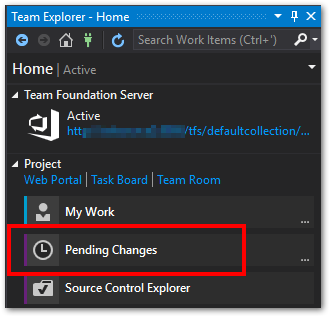 Team Explorer - Home
Search Work Items (Ctrl+')
Home | Active
Team Foundation Server
Active
http /tfs/defaultcollection/...
Project
Web Portal | Task Board | Team Room
My Work
...
Pending Changes
...
Source Control Explorer